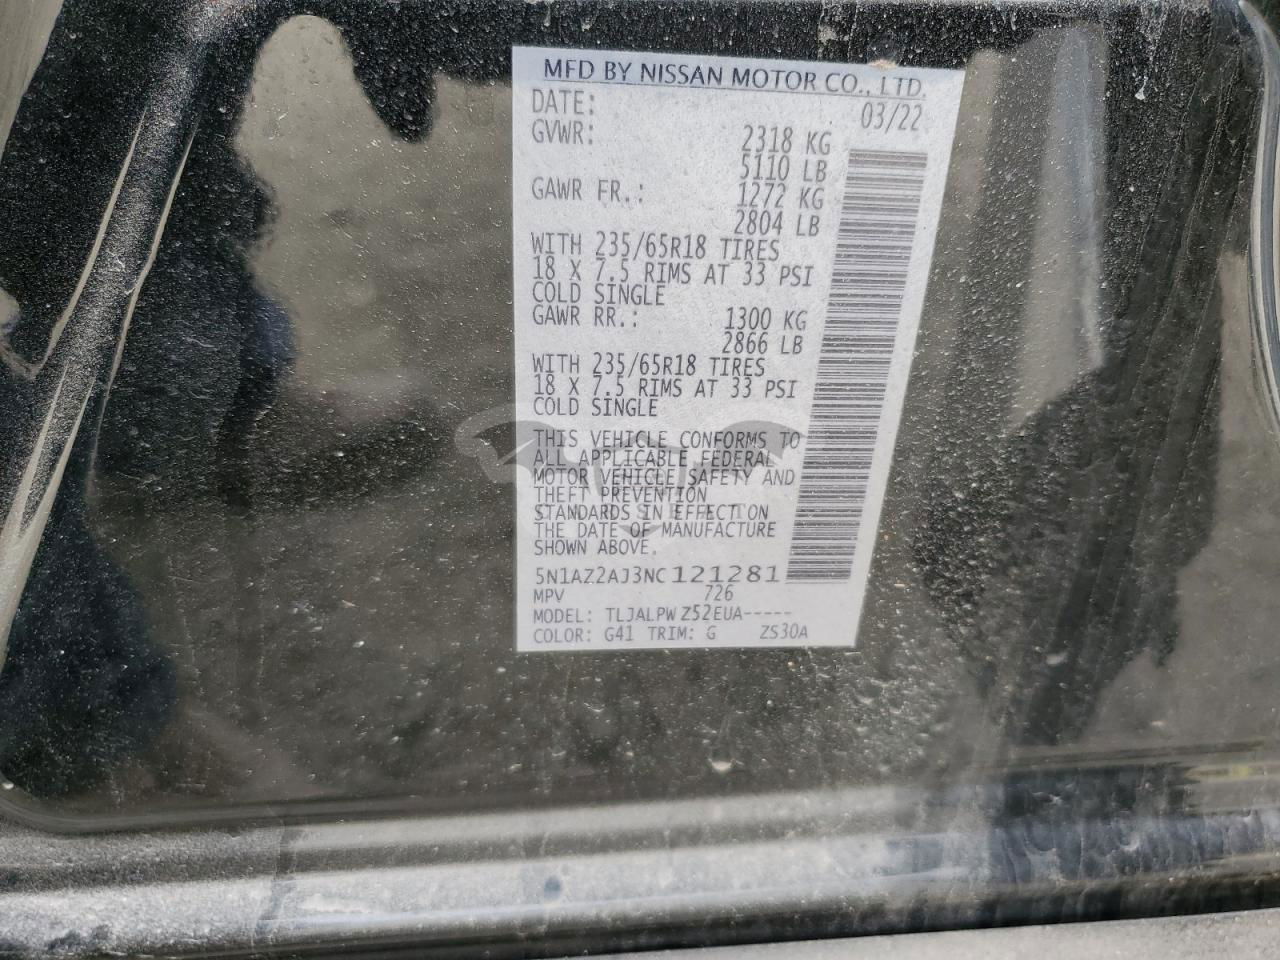 MFD BY NISSAN MOTOR CO., LTD.
DATE: 03/22
GVWR: 2318 KG
5110 LB
GAWR FR.: 1272 KG
2804 LB
WITH 235/65R18 TIRES
18 X 7.5 RIMS AT 33 PSI
COLD SINGLE
GAWR RR.: 1300 KG
2866 LB
WITH 235/65R18 TIRES
18 X 7.5 RIMS AT 33 PSI
COLD SINGLE
THIS VEHICLE CONFORMS TO
ALL APPLICABLE FEDERAL
MOTOR VEHICLE SAFETY AND
THEFT PREVENTION
STANDARDS IN EFFECT ON
THE DATE OF MANUFACTURE
SHOWN ABOVE.
5N1AZ2AJ3NC121281
MPV 726
MODEL: TLJALPW Z52EUA-----
COLOR: G41 TRIM: G ZS30A